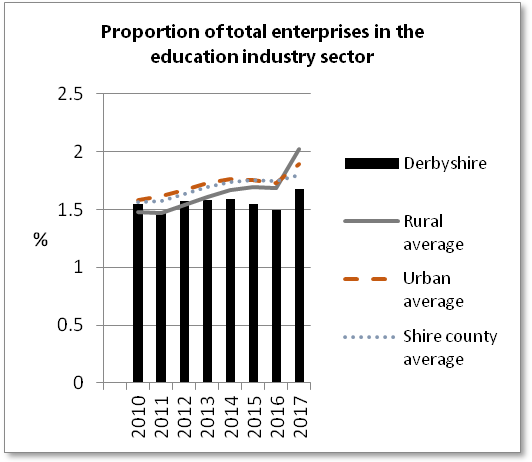 Proportion of total enterprises in the
education industry sector
2.5
2
1.5
1
0.5
0
%
2010
2011
2012
2013
2014
2015
2016
2017
Derbyshire
Rural
average
Urban
average
Shire county
average